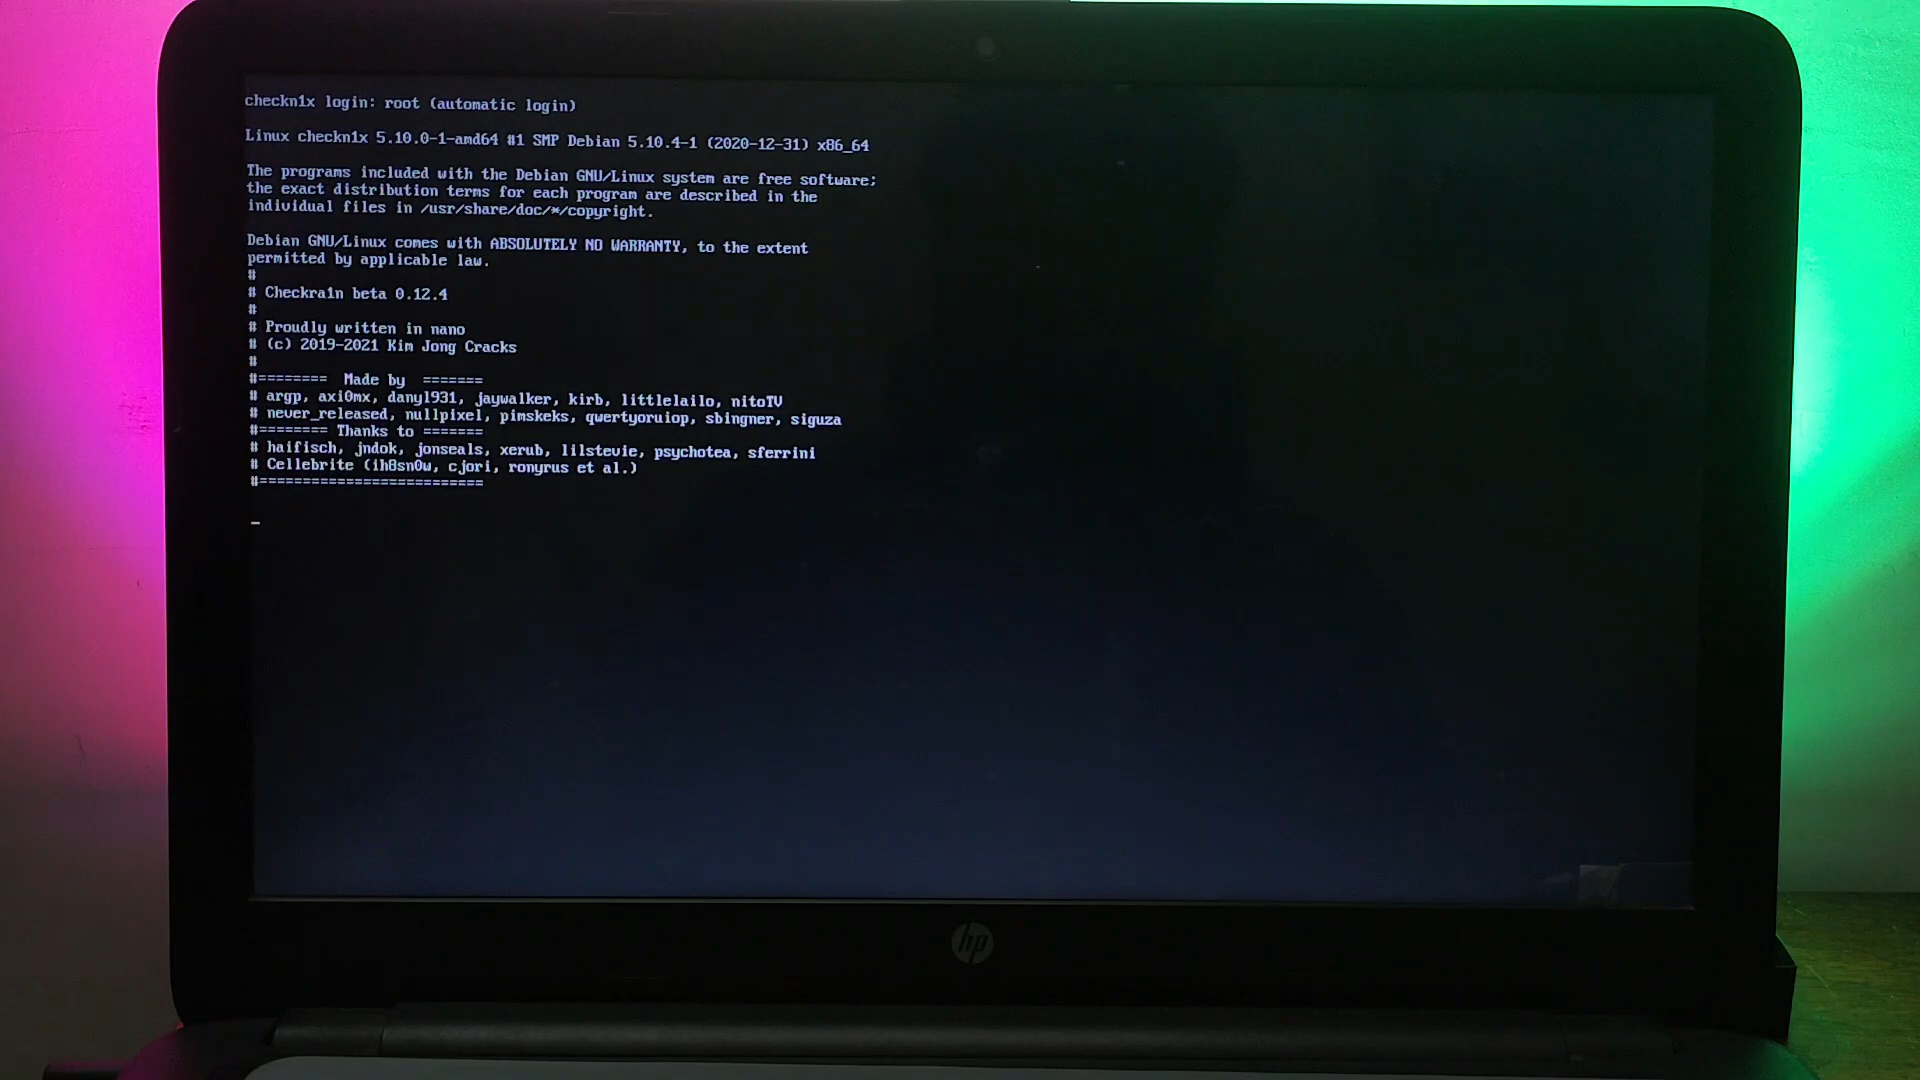 checkn1x login: root (automatic login)
Linux checkn1x 5.10.0-1-amd64 #1 SMP Debian 5.10.4-1 (2020-12-31) x86_64
The programs included with the Debian GNU/Linux system are free software;
the exact distribution terms for each program are described in the
individual files in /usr/share/doc/*/copyright.
Debian GNU/Linux comes with ABSOLUTELY NO WARRANTY, to the extent
permitted by applicable law.
#
# Checkra1n beta 0.12.4
#
# Proudly written in nano
# (c) 2019-2021 Kim Jong Cracks
#
#======== Made by =======
# argp, axi0mx, danyl931, jaywalker, kirb, littlelailo, nitoTV
# never_released, nullpixel, pimskeks, qwertyoruiop, sbingner, siguza
#======== Thanks to =======
# haifisch, jndok, jonseals, xerub, lilstevie, psychotea, sferrini
# Cellebrite (ih8sn0w, cjori, ronyrus et al.)
#==========================
_
hp